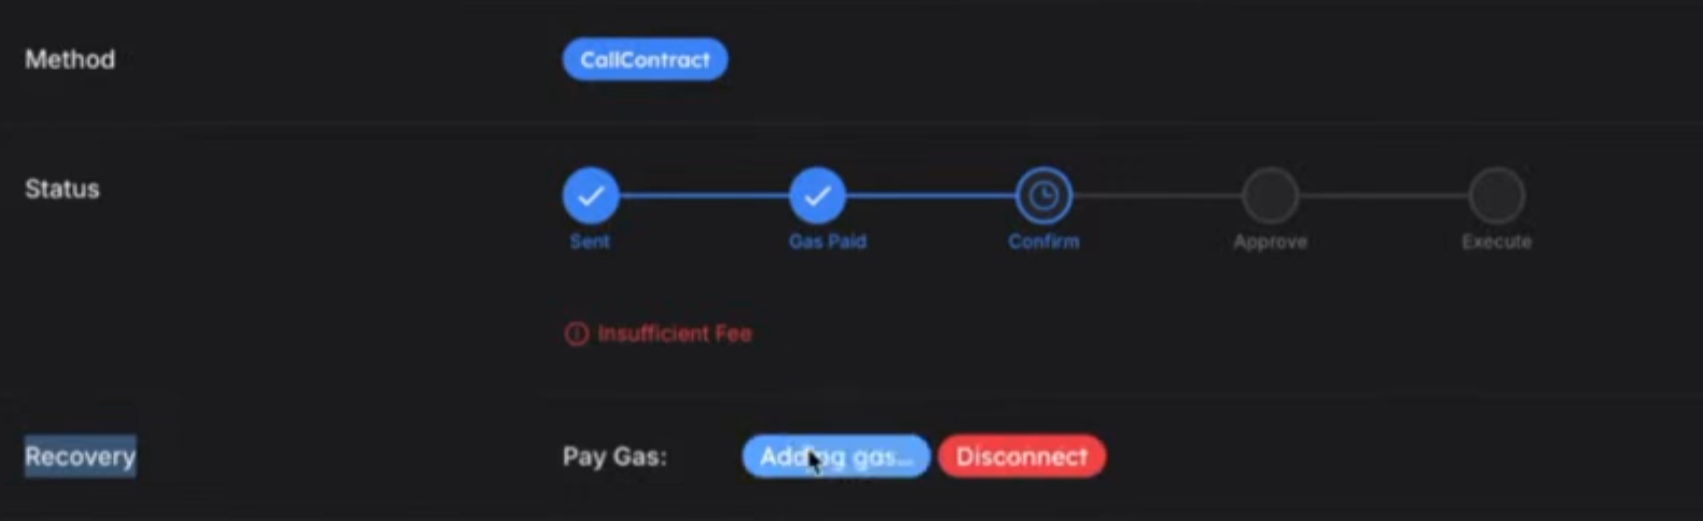 Method CallContract
Status
Sent Gas Paid Confirm Approve Execute
Insufficient Fee
Recovery Pay Gas: Adding gas... Disconnect